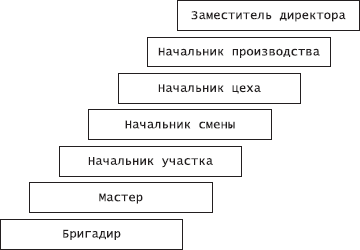 Заместитель директора
Начальник производства
Начальник цеха
Начальник смены
Начальник участка
Мастер
Бригадир